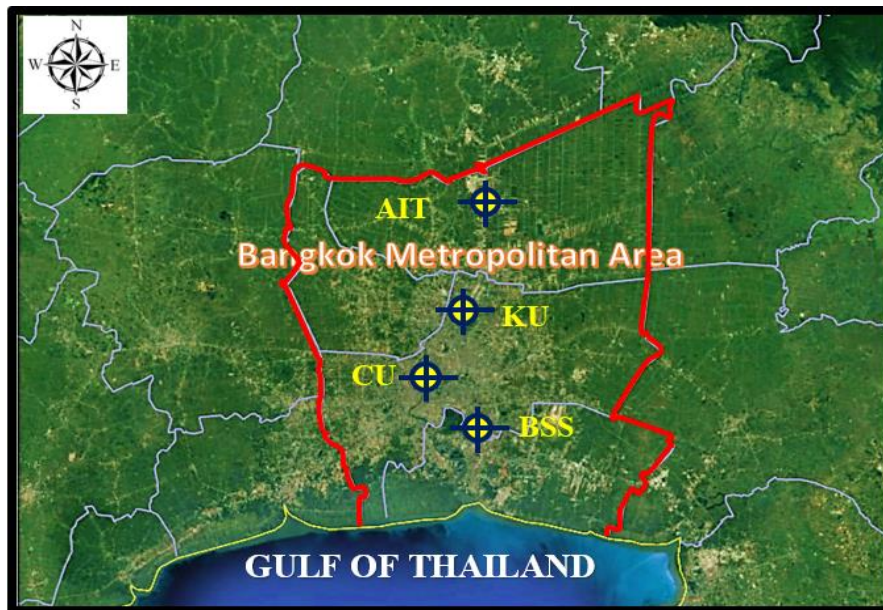 N
W E
S
AIT
Bangkok Metropolitan Area
KU
CU
BSS
GULF OF THAILAND